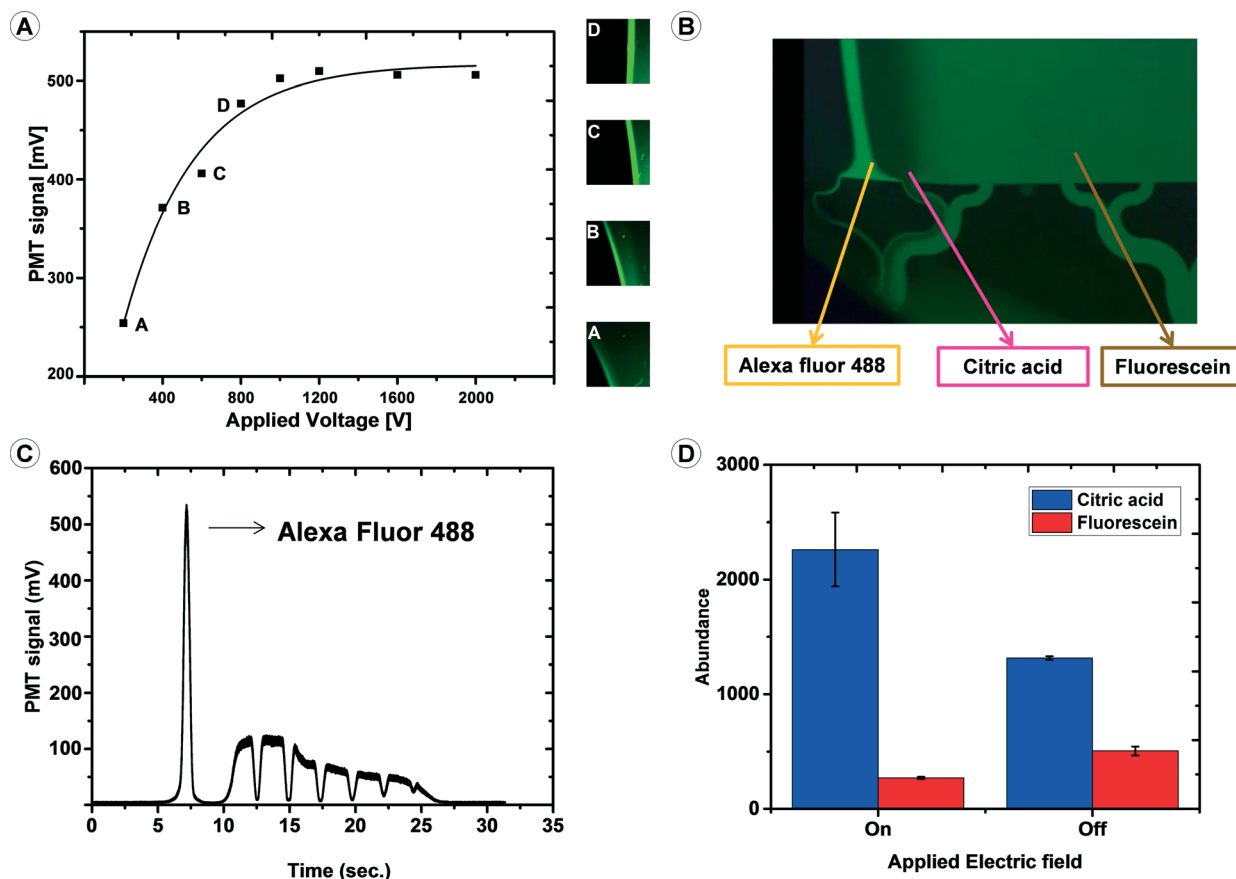 A
PMT signal [mV]
500
400
300
200
400
800
1200
1600
2000
Applied Voltage [V]
A
B
C
D
D
C
B
A
B
Alexa fluor 488
Citric acid
Fluorescein
C
PMT signal (mV)
600
500
400
300
200
100
0
5
10
15
20
25
30
35
Time (sec.)
Alexa Fluor 488
D
Abundance
3000
2000
1000
0
Citric acid
Fluorescein
On
Off
Applied Electric field